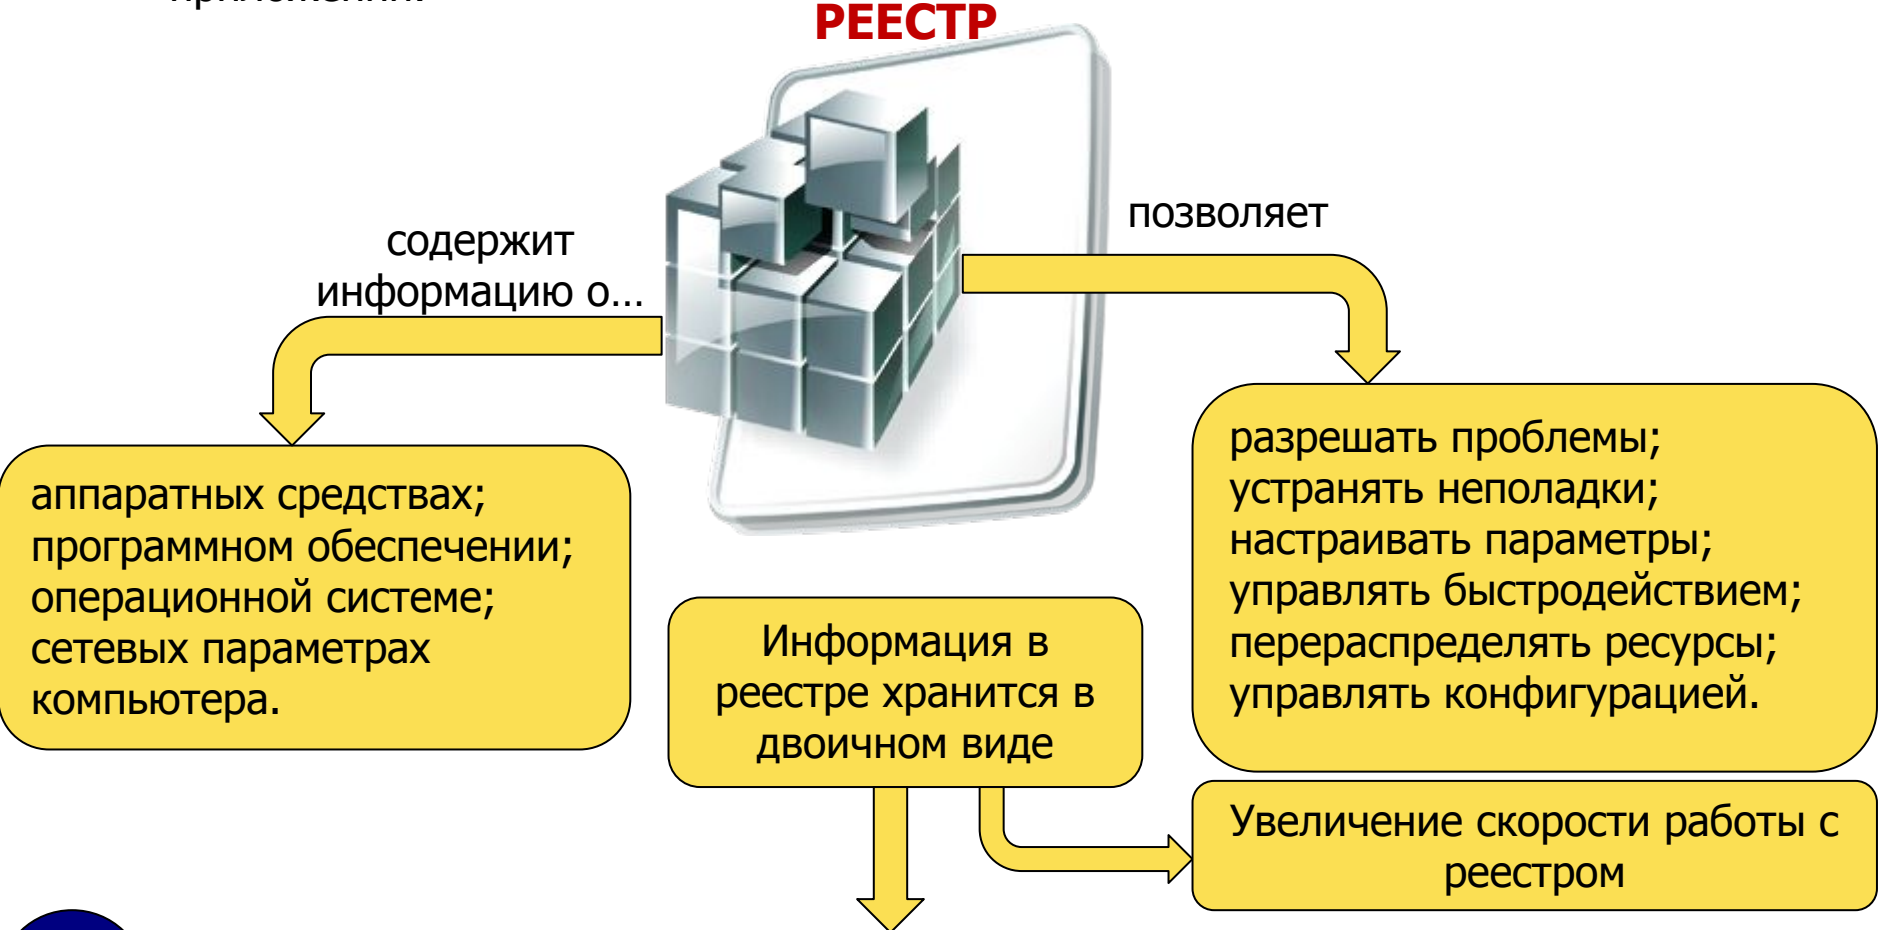 РЕЕСТР
содержит
информацию о...
позволяет
аппаратных средствах;
программном обеспечении;
операционной системе;
сетевых параметрах
компьютера.
разрешать проблемы;
устранять неполадки;
настраивать параметры;
управлять быстродействием;
перераспределять ресурсы;
управлять конфигурацией.
Информация в
реестре хранится в
двоичном виде
Увеличение скорости работы с
реестром